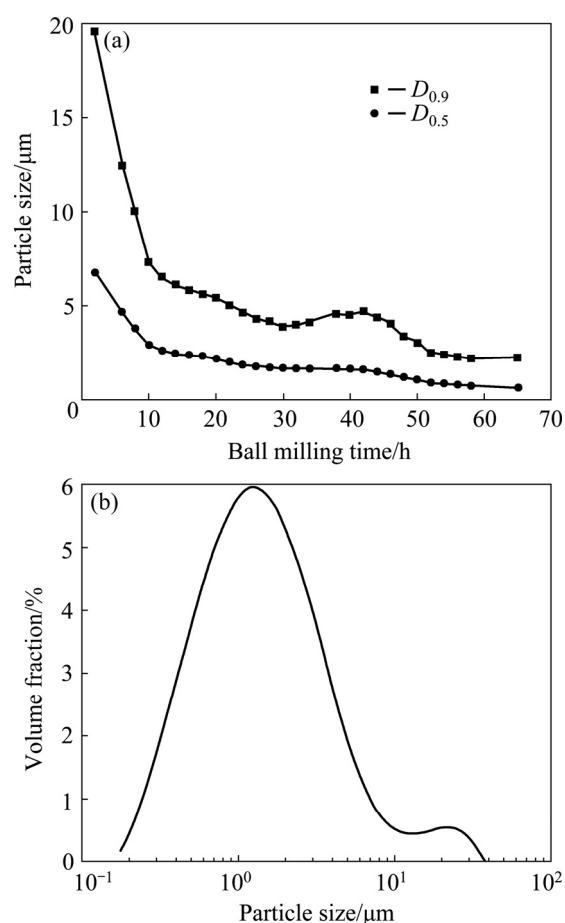 (a)
20
15
10
5
0
Particle size/μm
D0.9
D0.5
10 20 30 40 50 60 70
Ball milling time/h
(b)
6
5
4
3
2
1
0
Volume fraction/%
10⁻¹ 10⁰ 10¹ 10²
Particle size/μm